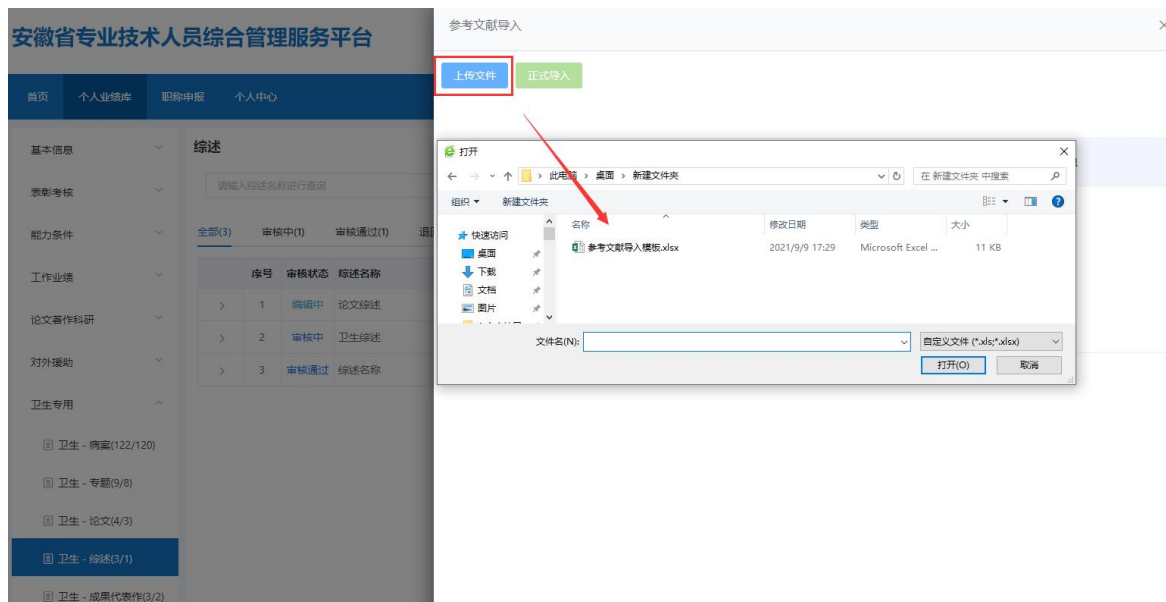 安徽省专业技术人员综合管理服务平台
首页 个人业绩库 职称申报 个人中心
基本信息
表彰考核
能力条件
工作业绩
论文著作科研
对外援助
卫生专用
卫生 - 病案(122/120)
卫生 - 专题(9/8)
卫生 - 论文(4/3)
卫生 - 综述(3/1)
卫生 - 成果代表作(3/2)
综述
请输入综述名称进行查询
全部(3) 审核中(1) 审核通过(1) 退
序号 审核状态 综述名称
1 编辑中 论文综述
2 审核中 卫生综述
3 审核通过 综述名称
参考文献导入
上传文件 正式导入
打开
此电脑 › 桌面 › 新建文件夹
在 新建文件夹 中搜索
组织 新建文件夹
快速访问
桌面
下载
文档
图片
名称 修改日期 类型 大小
参考文献导入模板.xlsx 2021/9/9 17:29 Microsoft Excel ... 11 KB
文件名(N): 自定义文件 (*.xls;*.xlsx)
打开(O) 取消